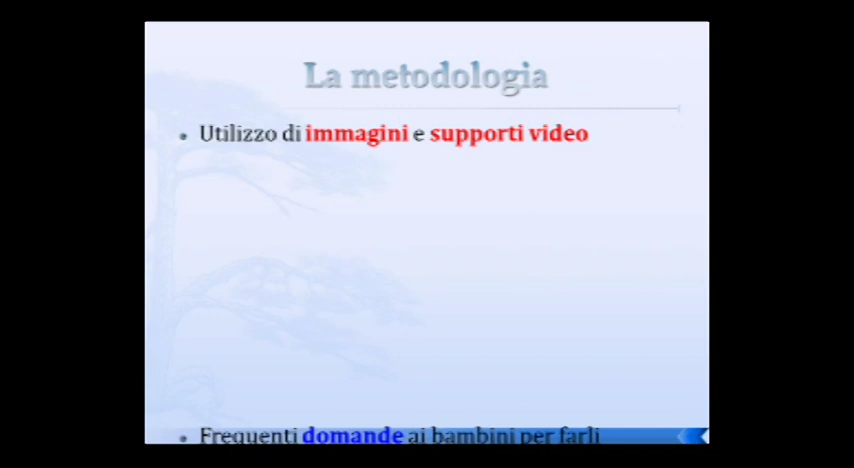 La metodologia
• Utilizzo di immagini e supporti video
• Frequenti domande ai bambini per farli